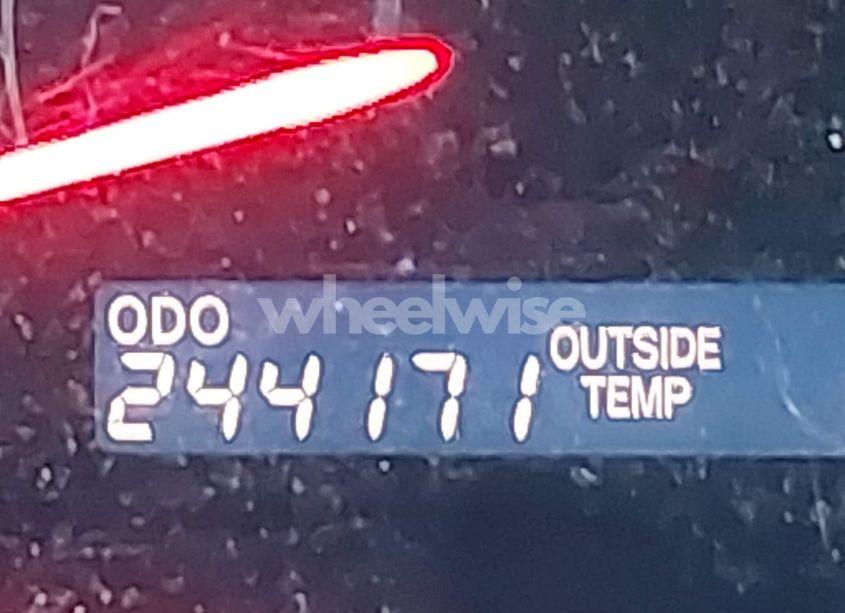 wheelwise
ODO
OUTSIDE
TEMP
244171